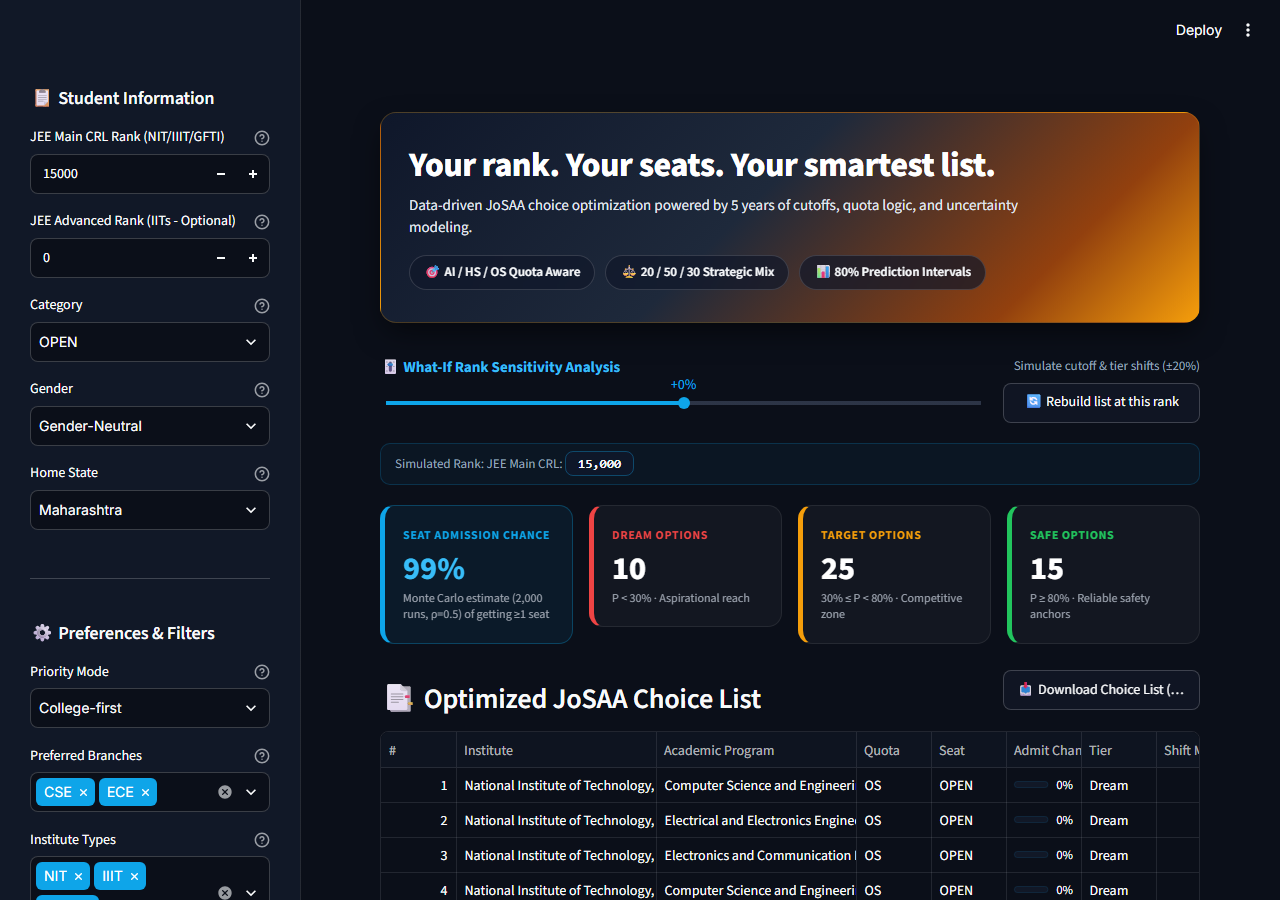 Deploy
Student Information
JEE Main CRL Rank (NIT/IIIT/GFTI)
15000
JEE Advanced Rank (IITs - Optional)
0
Category
OPEN
Gender
Gender-Neutral
Home State
Maharashtra
Preferences & Filters
Priority Mode
College-first
Preferred Branches
CSE
ECE
Institute Types
NIT
IIIT
Your rank. Your seats. Your smartest list.
Data-driven JoSAA choice optimization powered by 5 years of cutoffs, quota logic, and uncertainty
modeling.
AI / HS / OS Quota Aware
20 / 50 / 30 Strategic Mix
80% Prediction Intervals
What-If Rank Sensitivity Analysis
Simulate cutoff & tier shifts (±20%)
+0%
Rebuild list at this rank
Simulated Rank: JEE Main CRL: 15,000
SEAT ADMISSION CHANCE
99%
Monte Carlo estimate (2,000
runs, ρ=0.5) of getting ≥1 seat
DREAM OPTIONS
10
P < 30% · Aspirational reach
TARGET OPTIONS
25
30% ≤ P < 80% · Competitive
zone
SAFE OPTIONS
15
P ≥ 80% · Reliable safety
anchors
Optimized JoSAA Choice List
Download Choice List (...
# Institute Academic Program Quota Seat Admit Chan Tier Shift M
1 National Institute of Technology, Computer Science and Engineeri OS OPEN 0% Dream
2 National Institute of Technology, Electrical and Electronics Engine OS OPEN 0% Dream
3 National Institute of Technology, Electronics and Communication OS OPEN 0% Dream
4 National Institute of Technology, Computer Science and Engineeri OS OPEN 0% Dream